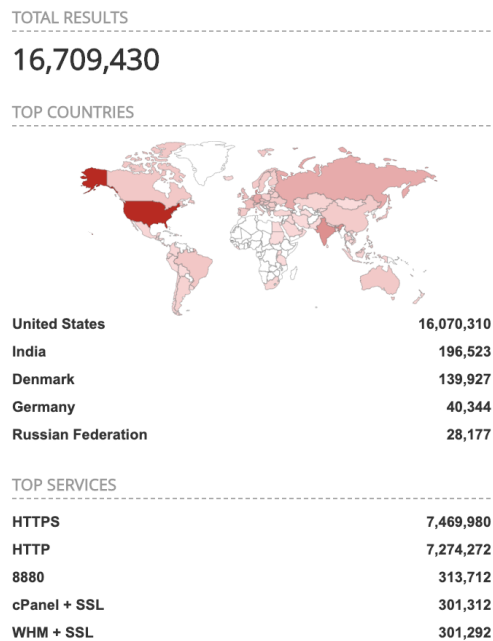 TOTAL RESULTS
16,709,430
TOP COUNTRIES
United States 16,070,310
India 196,523
Denmark 139,927
Germany 40,344
Russian Federation 28,177
TOP SERVICES
HTTPS 7,469,980
HTTP 7,274,272
8880 313,712
cPanel + SSL 301,312
WHM + SSL 301,292